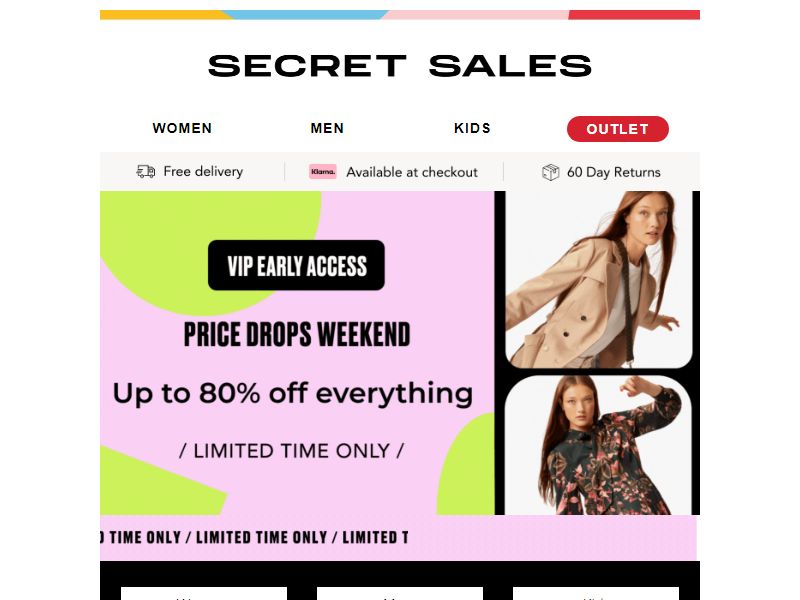 SECRET SALES
WOMEN MEN KIDS OUTLET
Free delivery Klarna. Available at checkout 60 Day Returns
VIP EARLY ACCESS
PRICE DROPS WEEKEND
Up to 80% off everything
/ LIMITED TIME ONLY /
TIME ONLY / LIMITED TIME ONLY / LIMITED T